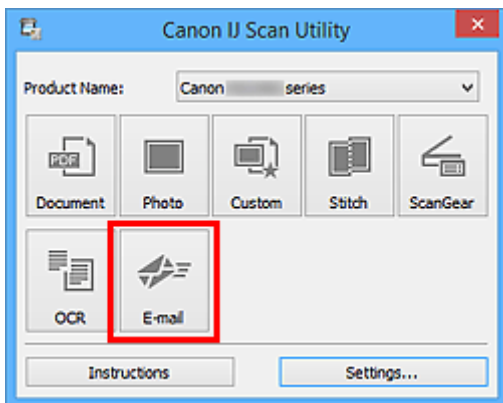 Canon IJ Scan Utility
Product Name: Canon series
PDF
Document Photo Custom Stitch ScanGear
OCR E-mail
Instructions Settings...